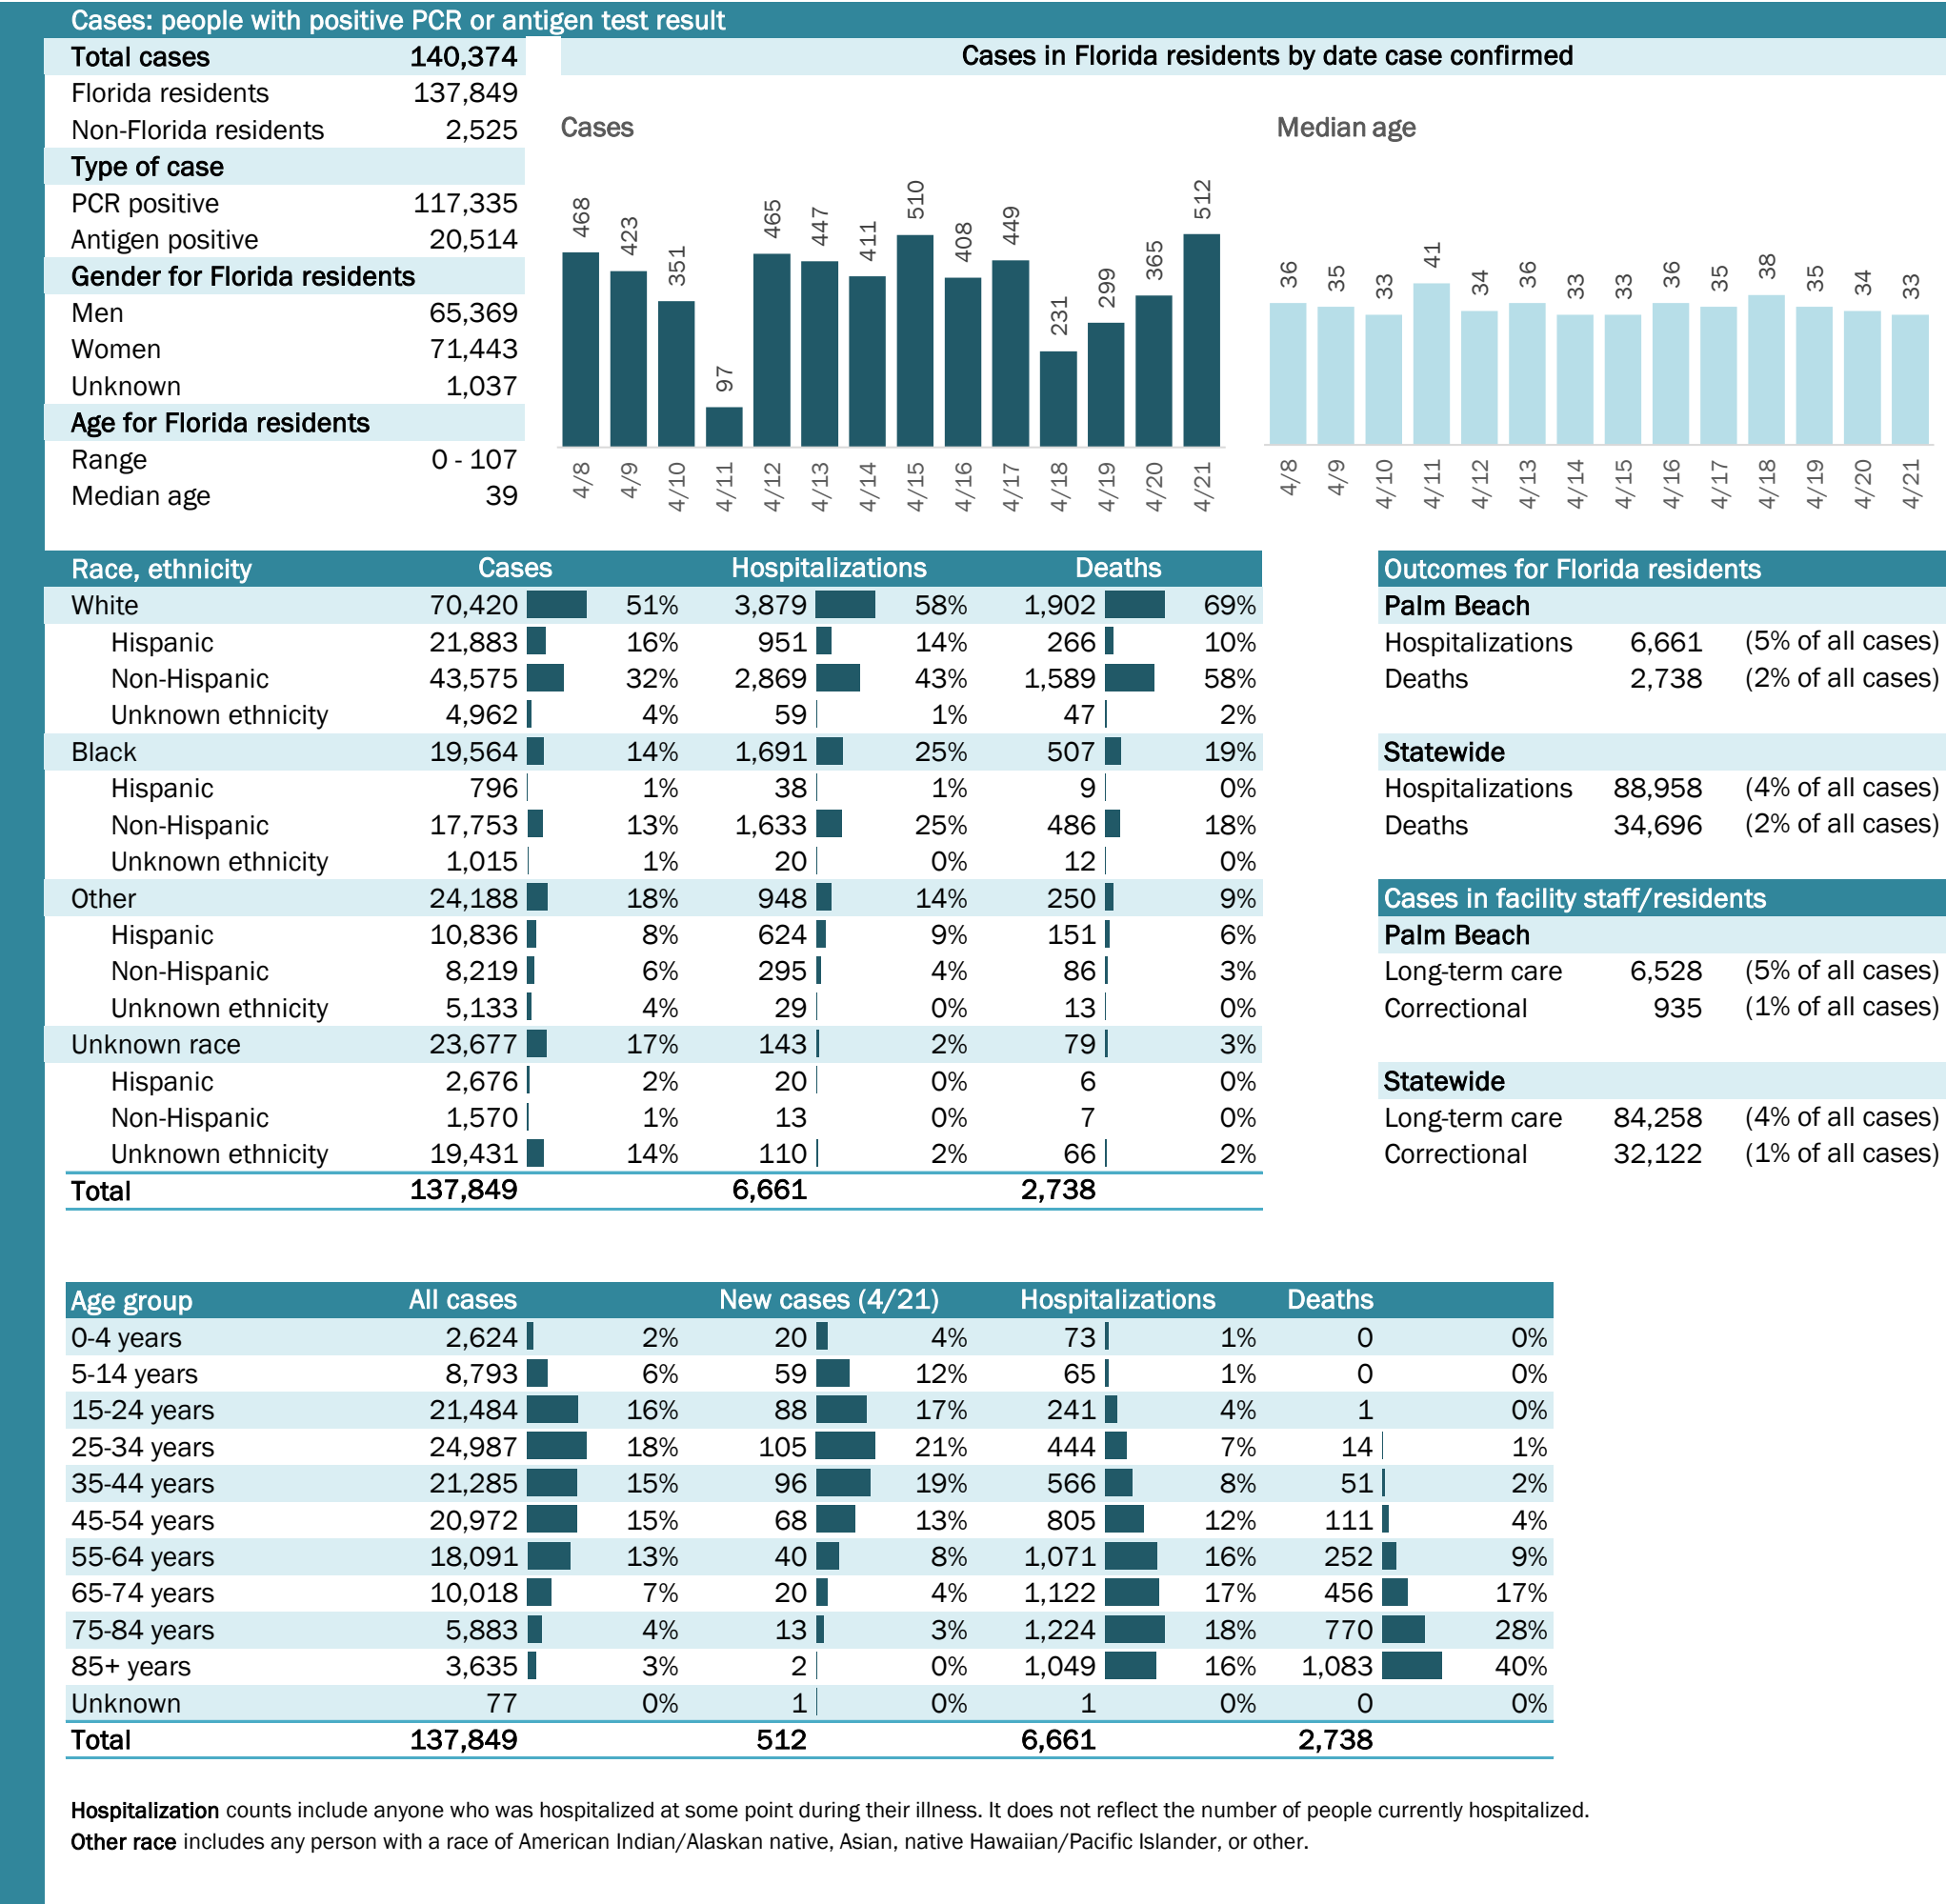 Cases: people with positive PCR or antigen test result
Total cases 140,374
Florida residents 137,849
Non-Florida residents 2,525
Type of case
PCR positive 117,335
Antigen positive 20,514
Gender for Florida residents
Men 65,369
Women 71,443
Unknown 1,037
Age for Florida residents
Range 0 - 107
Median age 39
Cases in Florida residents by date case confirmed
Cases
468 423 351 97 465 447 411 510 408 449 231 299 365 512
4/8 4/9 4/10 4/11 4/12 4/13 4/14 4/15 4/16 4/17 4/18 4/19 4/20 4/21
Median age
36 35 33 41 34 36 33 33 36 35 38 35 34 33
4/8 4/9 4/10 4/11 4/12 4/13 4/14 4/15 4/16 4/17 4/18 4/19 4/20 4/21
Race, ethnicity Cases Hospitalizations Deaths
White 70,420 51% 3,879 58% 1,902 69%
Hispanic 21,883 16% 951 14% 266 10%
Non-Hispanic 43,575 32% 2,869 43% 1,589 58%
Unknown ethnicity 4,962 4% 59 1% 47 2%
Black 19,564 14% 1,691 25% 507 19%
Hispanic 796 1% 38 1% 9 0%
Non-Hispanic 17,753 13% 1,633 25% 486 18%
Unknown ethnicity 1,015 1% 20 0% 12 0%
Other 24,188 18% 948 14% 250 9%
Hispanic 10,836 8% 624 9% 151 6%
Non-Hispanic 8,219 6% 295 4% 86 3%
Unknown ethnicity 5,133 4% 29 0% 13 0%
Unknown race 23,677 17% 143 2% 79 3%
Hispanic 2,676 2% 20 0% 6 0%
Non-Hispanic 1,570 1% 13 0% 7 0%
Unknown ethnicity 19,431 14% 110 2% 66 2%
Total 137,849 6,661 2,738
Outcomes for Florida residents
Palm Beach
Hospitalizations 6,661 (5% of all cases)
Deaths 2,738 (2% of all cases)
Statewide
Hospitalizations 88,958 (4% of all cases)
Deaths 34,696 (2% of all cases)
Cases in facility staff/residents
Palm Beach
Long-term care 6,528 (5% of all cases)
Correctional 935 (1% of all cases)
Statewide
Long-term care 84,258 (4% of all cases)
Correctional 32,122 (1% of all cases)
Age group All cases New cases (4/21) Hospitalizations Deaths
0-4 years 2,624 2% 20 4% 73 1% 0 0%
5-14 years 8,793 6% 59 12% 65 1% 0 0%
15-24 years 21,484 16% 88 17% 241 4% 1 0%
25-34 years 24,987 18% 105 21% 444 7% 14 1%
35-44 years 21,285 15% 96 19% 566 8% 51 2%
45-54 years 20,972 15% 68 13% 805 12% 111 4%
55-64 years 18,091 13% 40 8% 1,071 16% 252 9%
65-74 years 10,018 7% 20 4% 1,122 17% 456 17%
75-84 years 5,883 4% 13 3% 1,224 18% 770 28%
85+ years 3,635 3% 2 0% 1,049 16% 1,083 40%
Unknown 77 0% 1 0% 1 0% 0 0%
Total 137,849 512 6,661 2,738
Hospitalization counts include anyone who was hospitalized at some point during their illness. It does not reflect the number of people currently hospitalized.
Other race includes any person with a race of American Indian/Alaskan native, Asian, native Hawaiian/Pacific Islander, or other.